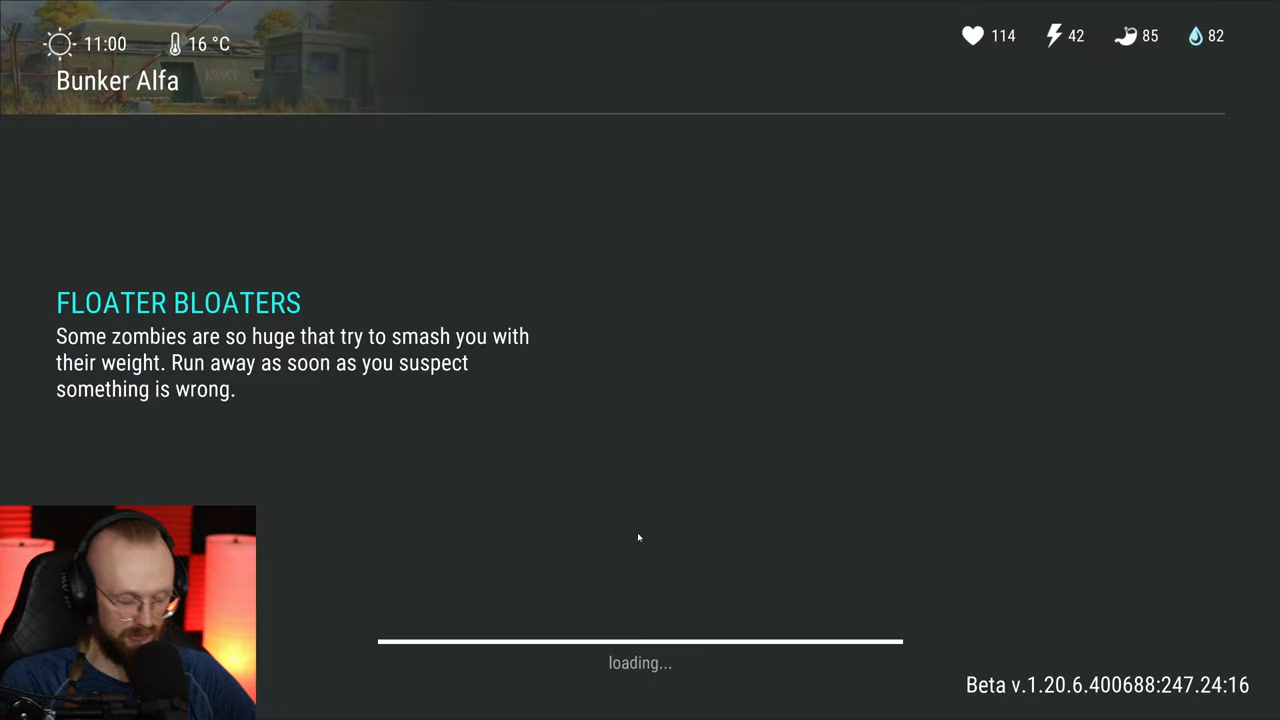 11:00 16 °C 114 42 85 82
Bunker Alfa
FLOATER BLOATERS
Some zombies are so huge that try to smash you with
their weight. Run away as soon as you suspect
something is wrong.
loading...
Beta v.1.20.6.400688:247.24:16